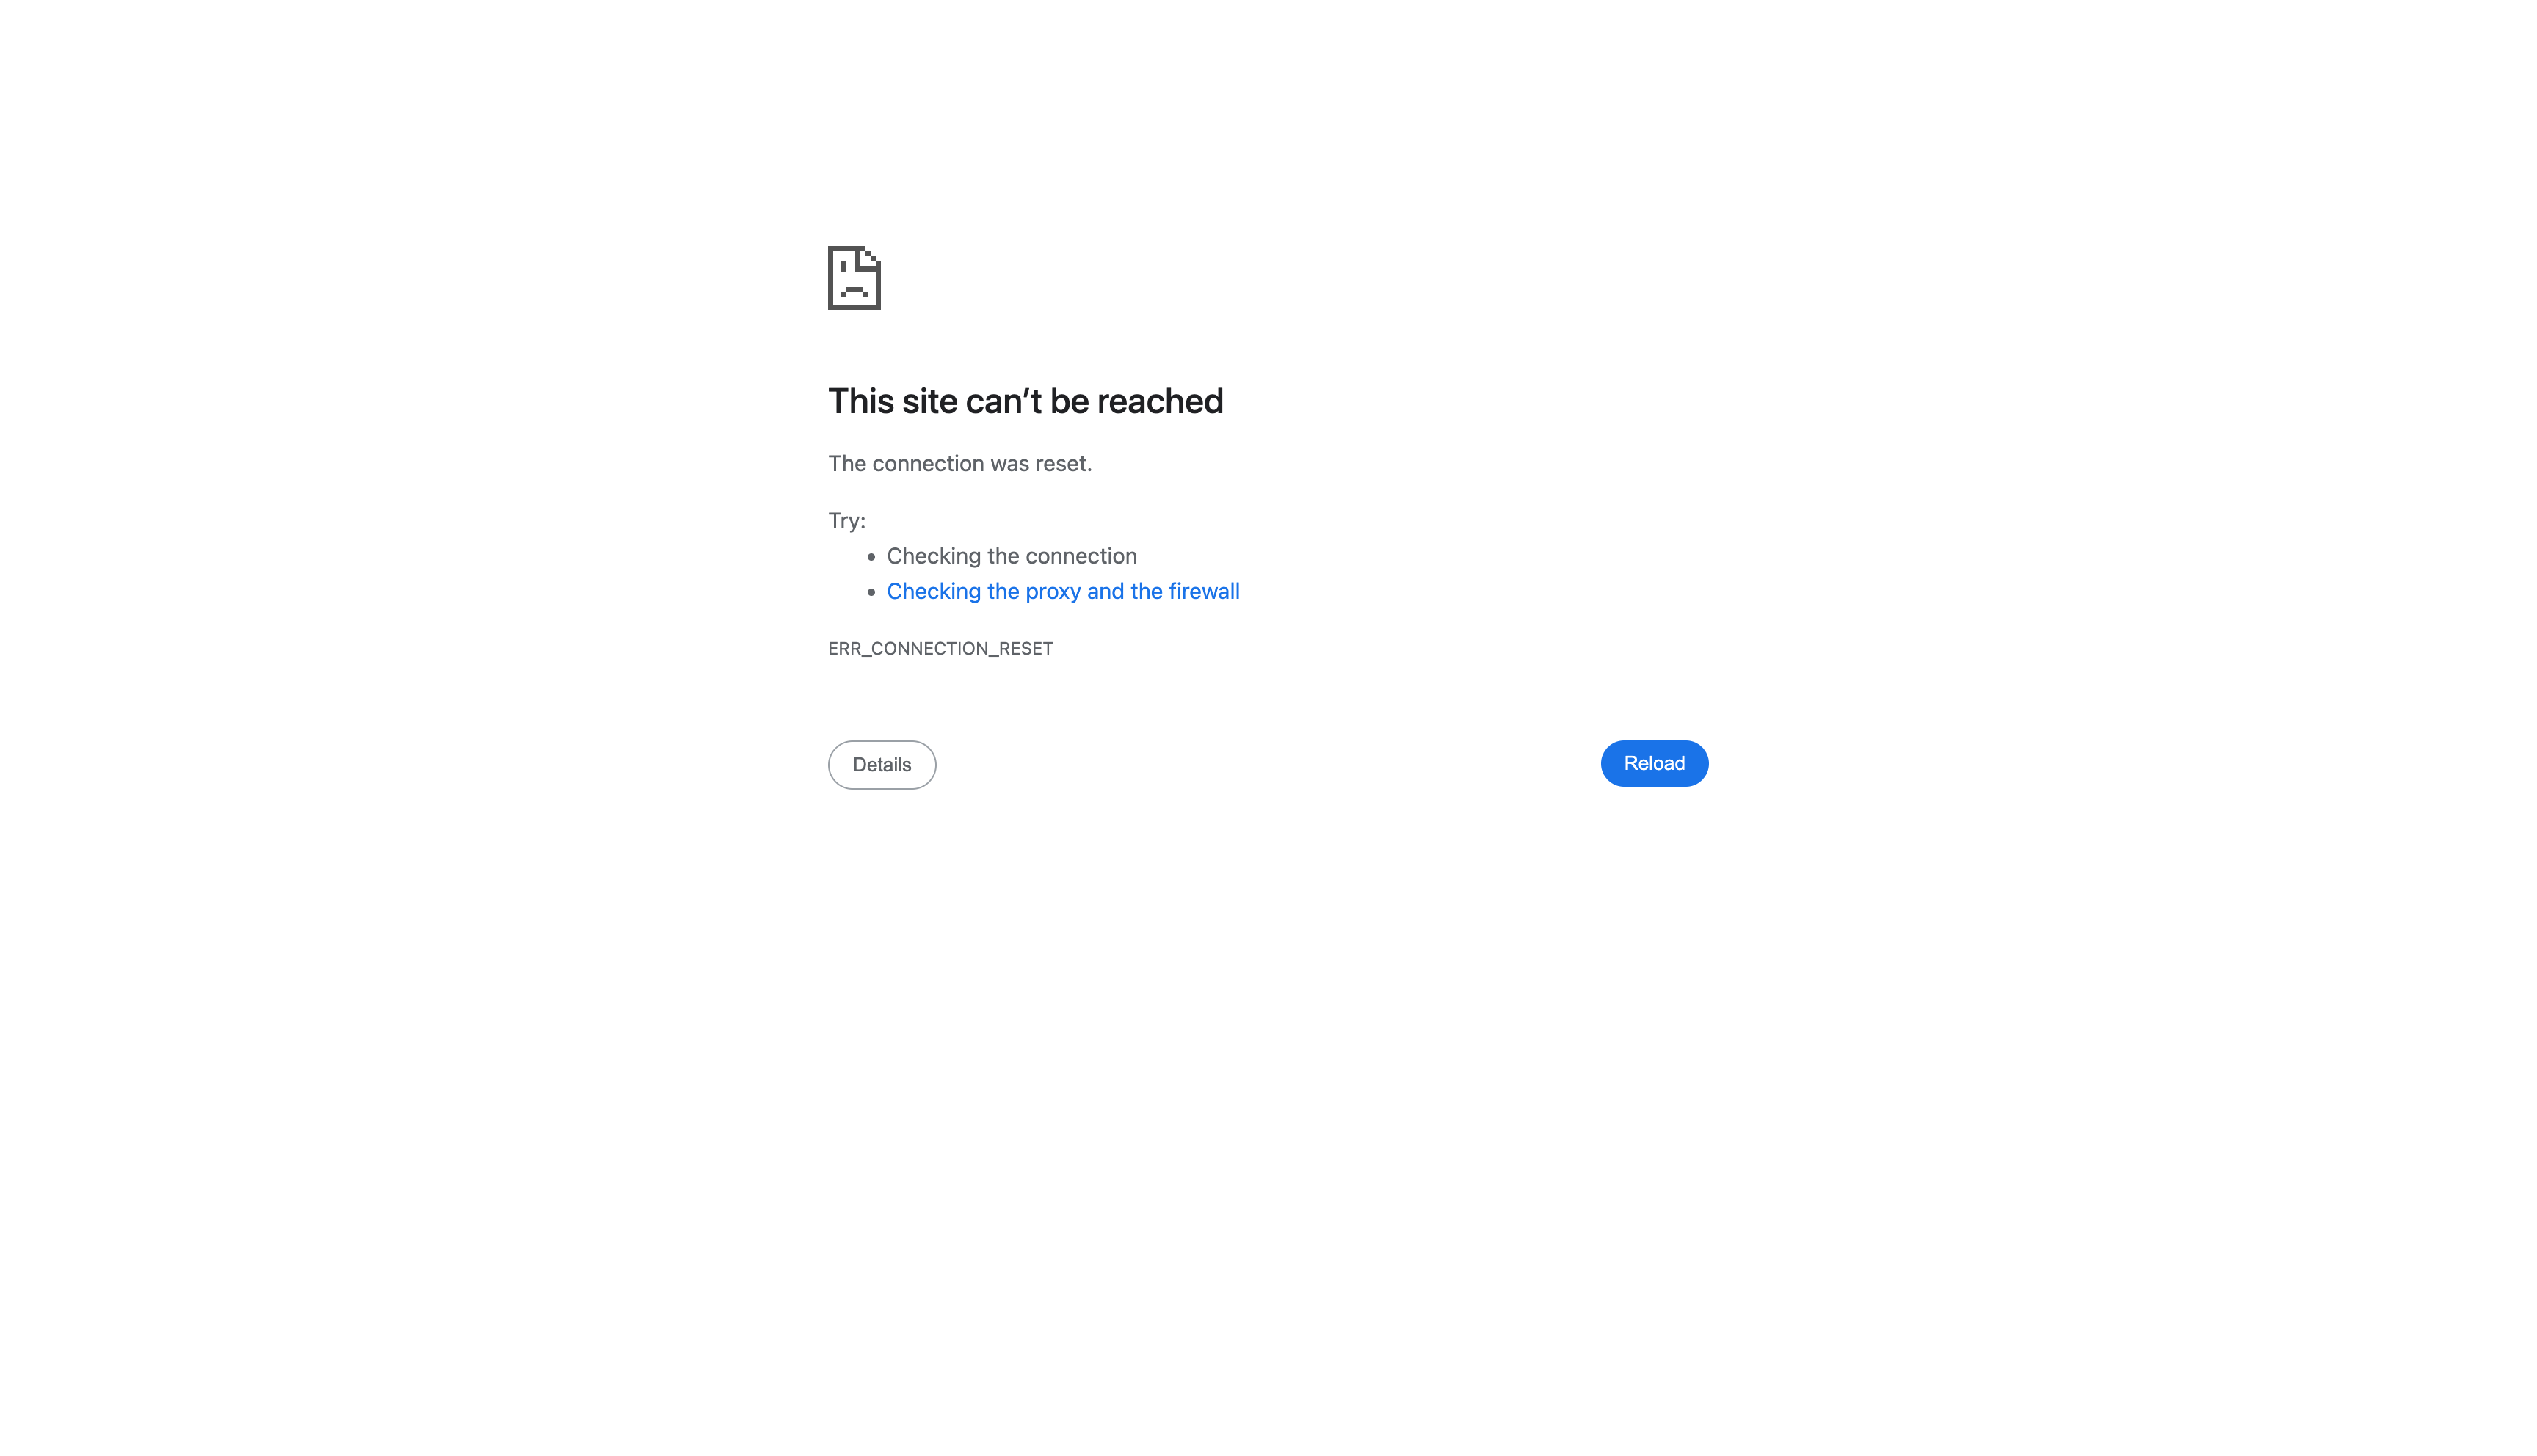 This site can’t be reached
The connection was reset.
Try:
Checking the connection
Checking the proxy and the firewall
ERR_CONNECTION_RESET
Details
Reload